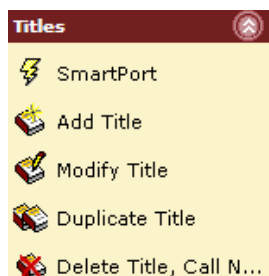 Titles
SmartPort
Add Title
Modify Title
Duplicate Title
Delete Title, Call N...